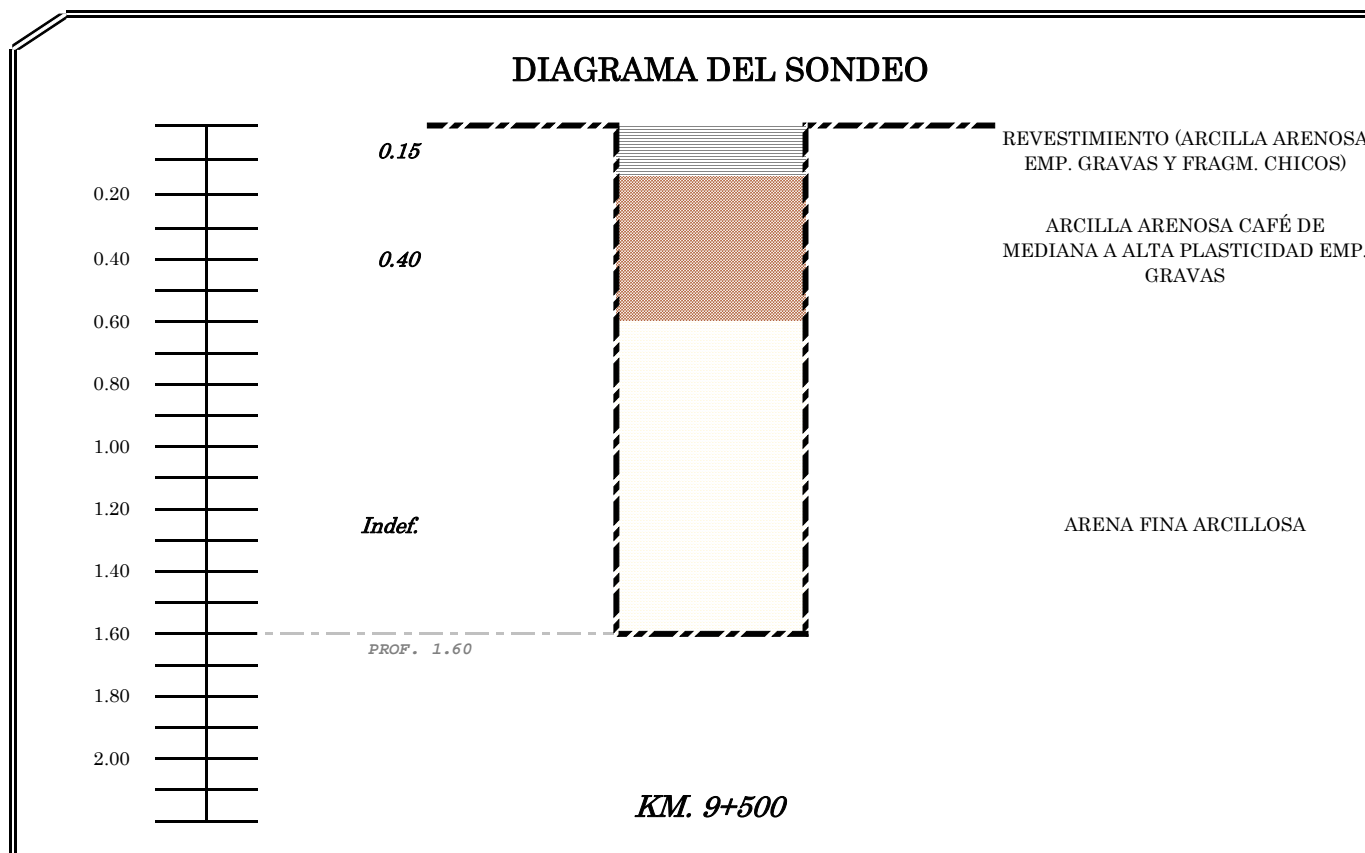 DIAGRAMA DEL SONDEO
0.15
REVESTIMIENTO (ARCILLA ARENOSA
EMP. GRAVAS Y FRAGM. CHICOS)
0.20
0.40
0.40
ARCILLA ARENOSA CAFÉ DE
MEDIANA A ALTA PLASTICIDAD EMP.
GRAVAS
0.60
0.80
1.00
1.20
Indef.
ARENA FINA ARCILLOSA
1.40
1.60
PROF. 1.60
1.80
2.00
KM. 9+500